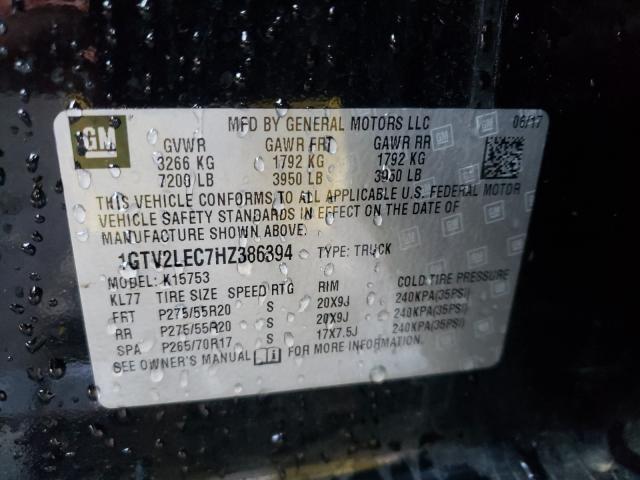 GM
MFD BY GENERAL MOTORS LLC 06/17
GVWR GAWR FRT GAWR RR
3266 KG 1792 KG 1792 KG
7200 LB 3950 LB 3950 LB
THIS VEHICLE CONFORMS TO ALL APPLICABLE U.S. FEDERAL MOTOR
VEHICLE SAFETY STANDARDS IN EFFECT ON THE DATE OF
MANUFACTURE SHOWN ABOVE.
1GTV2LEC7HZ386394 TYPE: TRUCK
MODEL: K15753
KL77 TIRE SIZE SPEED RTG RIM COLD TIRE PRESSURE
FRT P275/55R20 S 20X9J 240KPA(35PSI)
RR P275/55R20 S 20X9J 240KPA(35PSI)
SPA P265/70R17 S 17X7.5J 240KPA(35PSI)
SEE OWNER'S MANUAL FOR MORE INFORMATION.